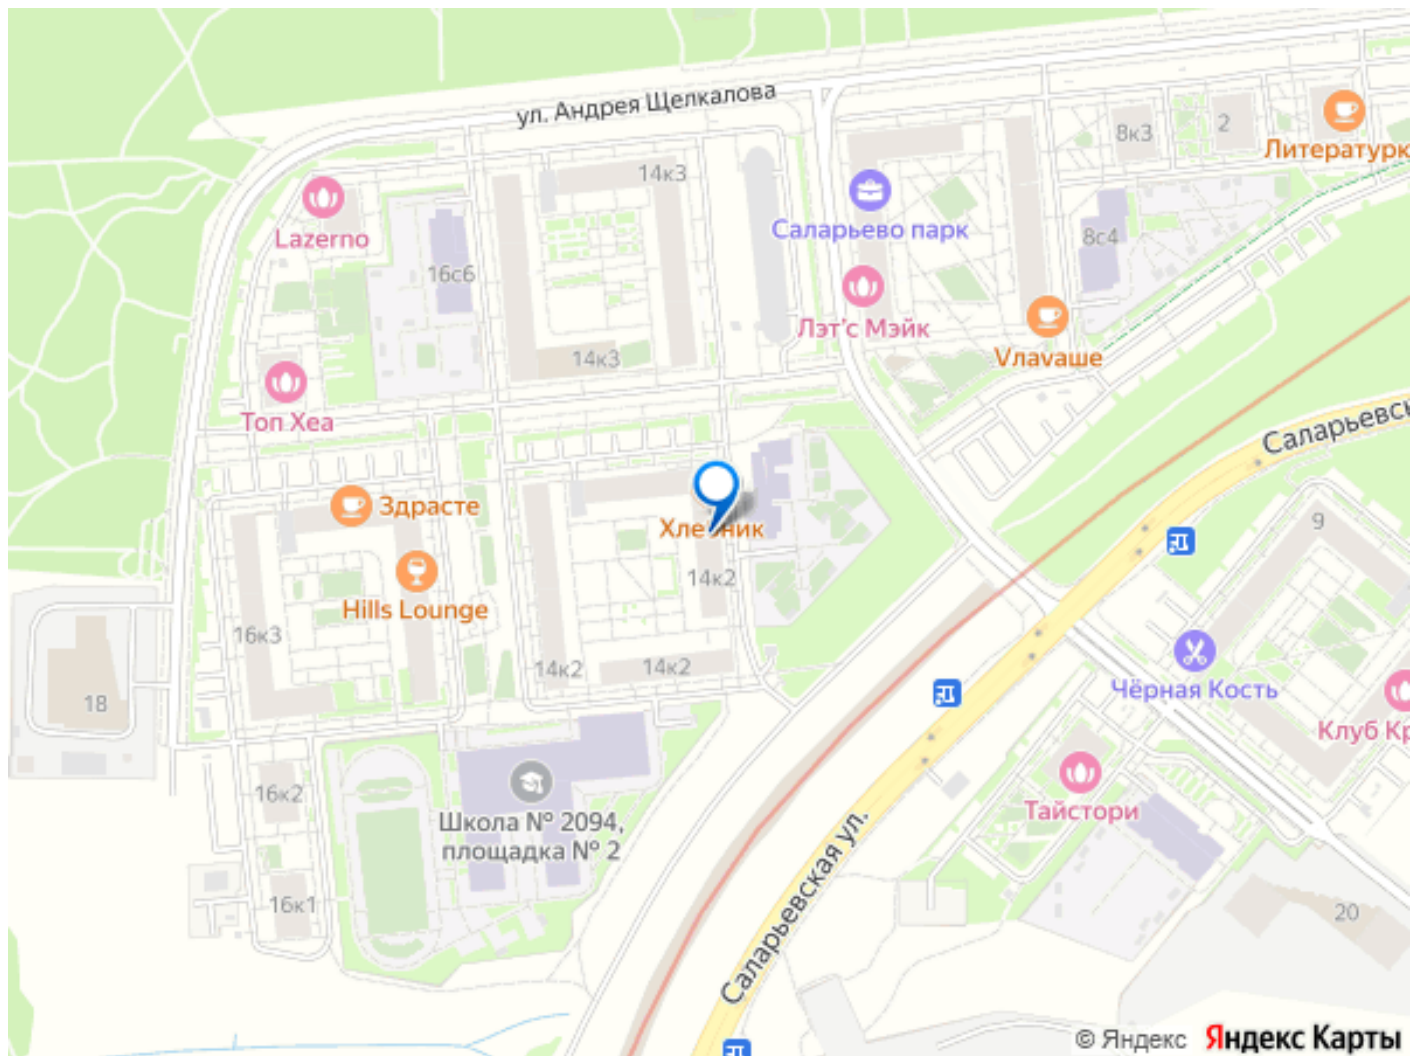 ул. Андрея Щелкалова
14к3
8к3
2
Литературк
Lazerno
16с6
Саларьево парк
8с4
Лэт'с Мэйк
14к3
Vлаvаше
Топ Хеа
Саларьевсь
Здрасте
Хле
ник
9
14к2
Hills Lounge
16к3
14к2
14к2
18
Чёрная Кость
Клуб Кр
Тайстори
16к2
Школа № 2094,
площадка № 2
Саларьевская ул.
16к1
20
© Яндекс
Яндекс Карты